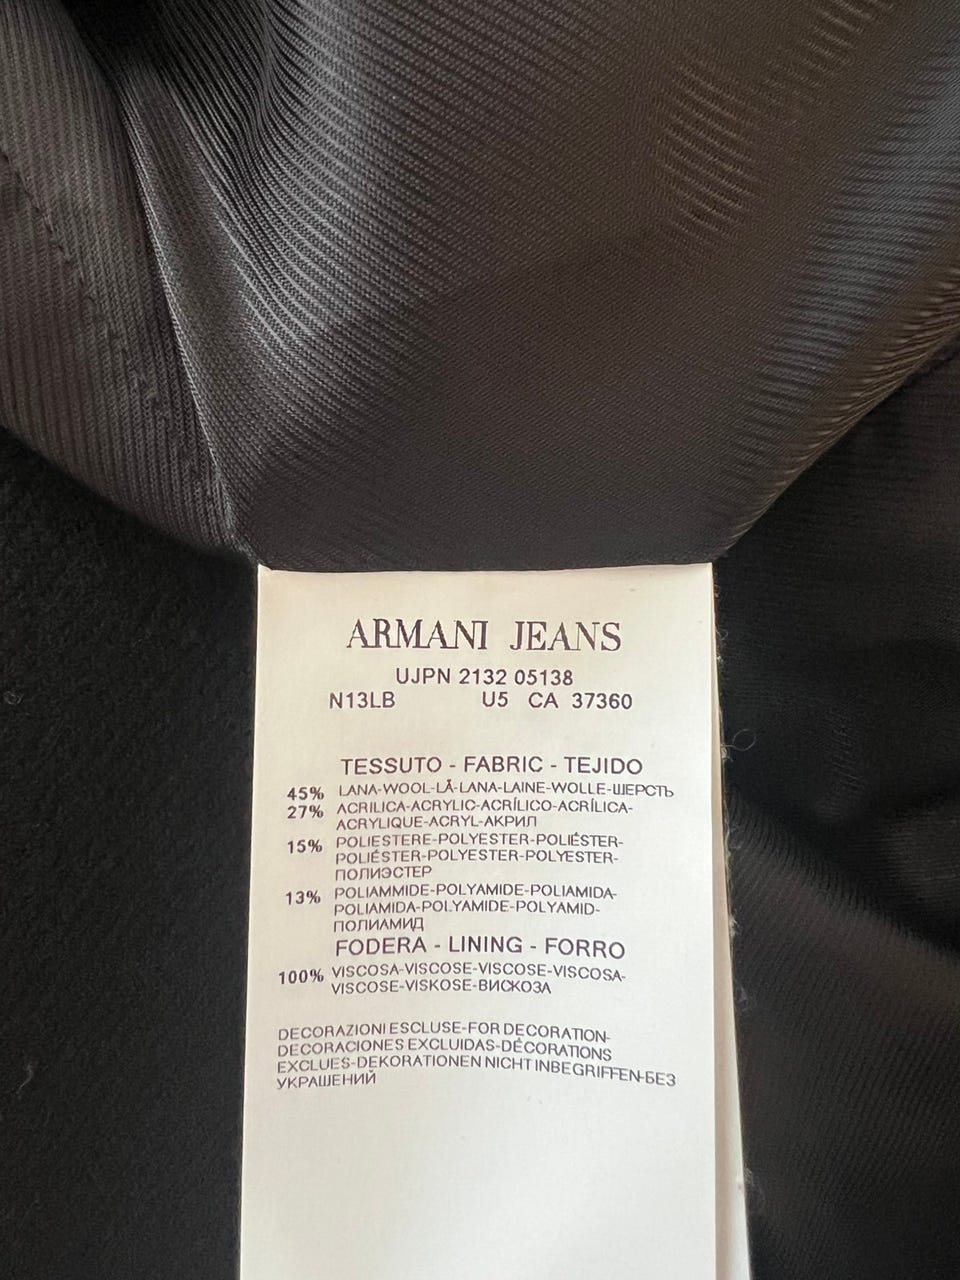 ARMANI JEANS
UJPN 2132 05138
N13LB U5 CA 37360
TESSUTO - FABRIC - TEJIDO
45% LANA-WOOL-LÃ-LANA-LAINE-WOLLE-ШЕРСТЬ
27% ACRILICA-ACRYLIC-ACRÍLICO-ACRÍLICA-
ACRYLIQUE-ACRYL-АКРИЛ
15% POLIESTERE-POLYESTER-POLIÉSTER-
POLIÉSTER-POLYESTER-POLYESTER-
ПОЛИЭСТЕР
13% POLIAMMIDE-POLYAMIDE-POLIAMIDA-
POLIAMIDA-POLYAMIDE-POLYAMID-
ПОЛИАМИД
FODERA - LINING - FORRO
100% VISCOSA-VISCOSE-VISCOSE-VISCOSA-
VISCOSE-VISKOSE-ВИСКОЗА
DECORAZIONI ESCLUSE-FOR DECORATION-
DECORACIONES EXCLUIDAS-DÉCORATIONS
EXCLUES-DEKORATIONEN NICHT INBEGRIFFEN-БЕЗ
УКРАШЕНИЙ